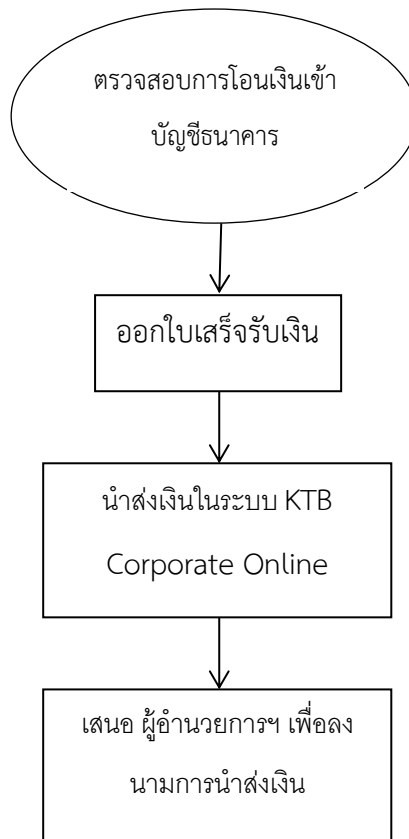 ตรวจสอบการโอนเงินเข้า
บัญชีธนาคาร
ออกใบเสร็จรับเงิน
นำส่งเงินในระบบ KTB
Corporate Online
เสนอ ผู้อำนวยการฯ เพื่อลง
นามการนำส่งเงิน